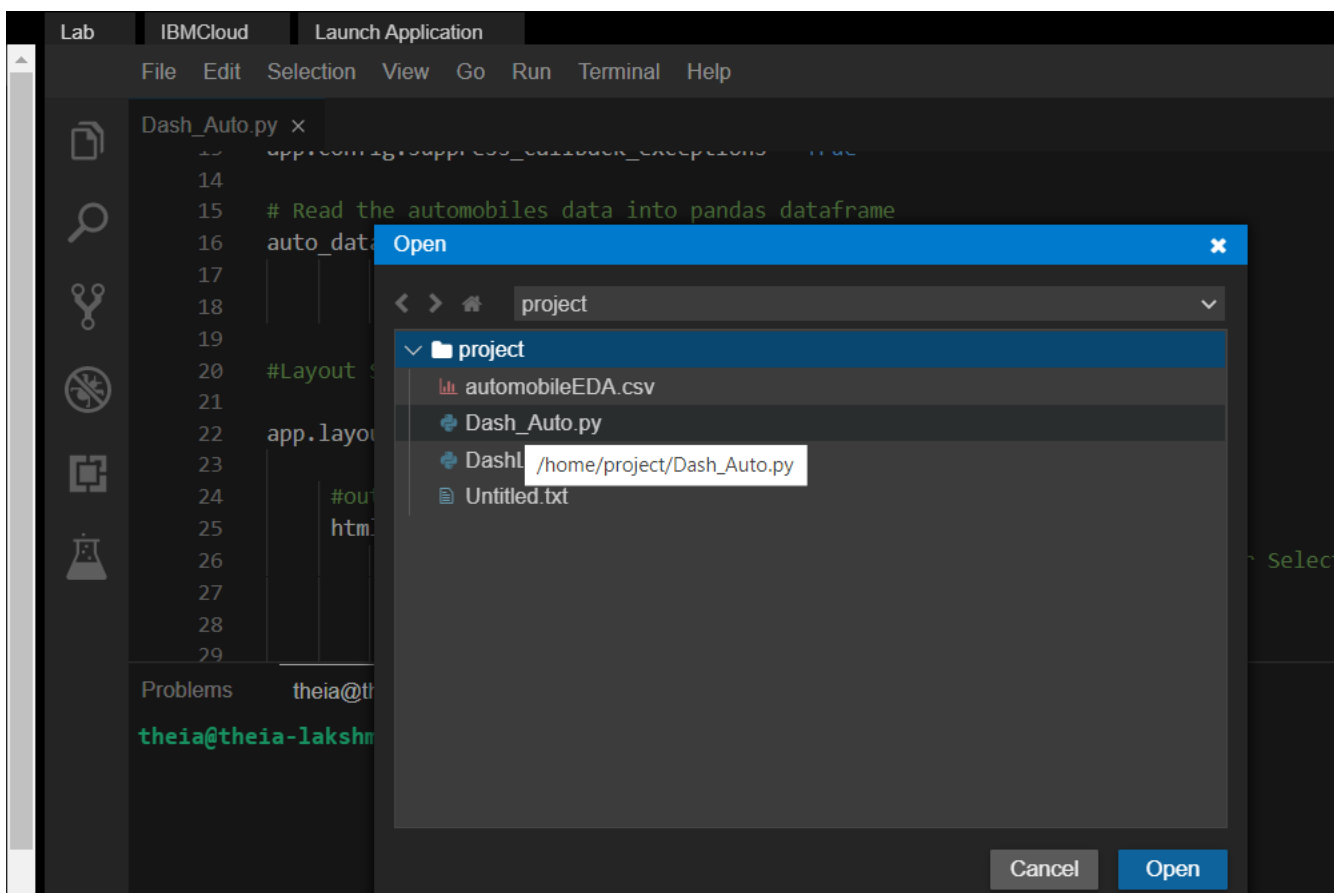 Lab IBMCloud Launch Application
File Edit Selection View Go Run Terminal Help
Dash_Auto.py ×
14
15 # Read the automobiles data into pandas dataframe
16 auto_data
17
18
19
20 #Layout
21
22 app.layou
23
24 #out
25 html
26 Selec
27
28
29
Open
project
project
automobileEDA.csv
Dash_Auto.py
DashL
/home/project/Dash_Auto.py
Untitled.txt
Problems theia@th
theia@theia-lakshm
Cancel Open